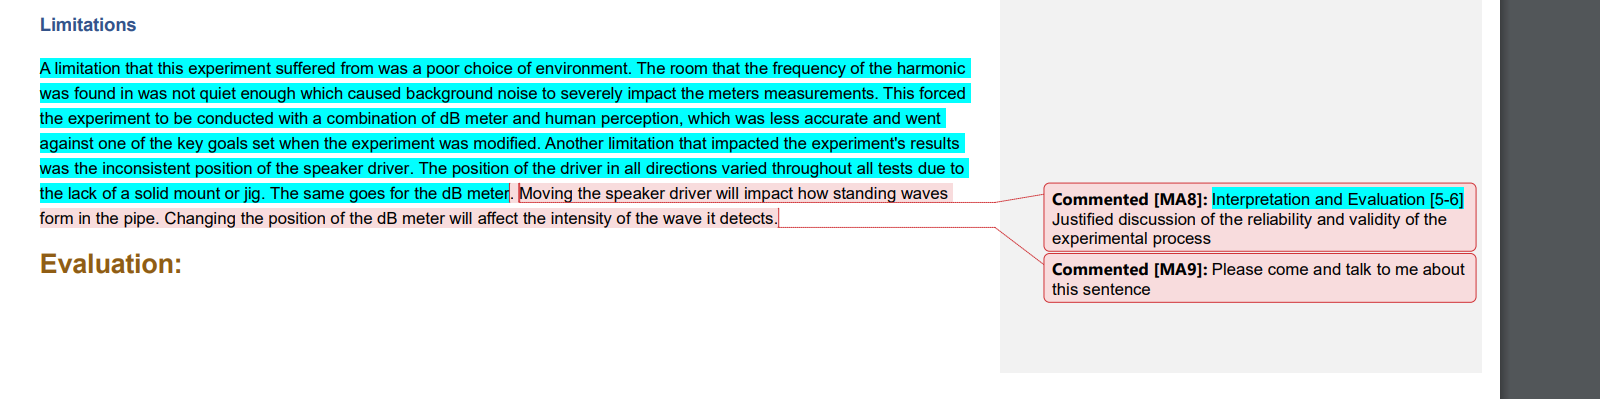 Limitations
A limitation that this experiment suffered from was a poor choice of environment. The room that the frequency of the harmonic
was found in was not quiet enough which caused background noise to severely impact the meters measurements. This forced
the experiment to be conducted with a combination of dB meter and human perception, which was less accurate and went
against one of the key goals set when the experiment was modified. Another limitation that impacted the experiment's results
was the inconsistent position of the speaker driver. The position of the driver in all directions varied throughout all tests due to
the lack of a solid mount or jig. The same goes for the dB meter. Moving the speaker driver will impact how standing waves
form in the pipe. Changing the position of the dB meter will affect the intensity of the wave it detects.
Evaluation:
Commented [MA8]: Interpretation and Evaluation [5-6]
Justified discussion of the reliability and validity of the
experimental process
Commented [MA9]: Please come and talk to me about
this sentence